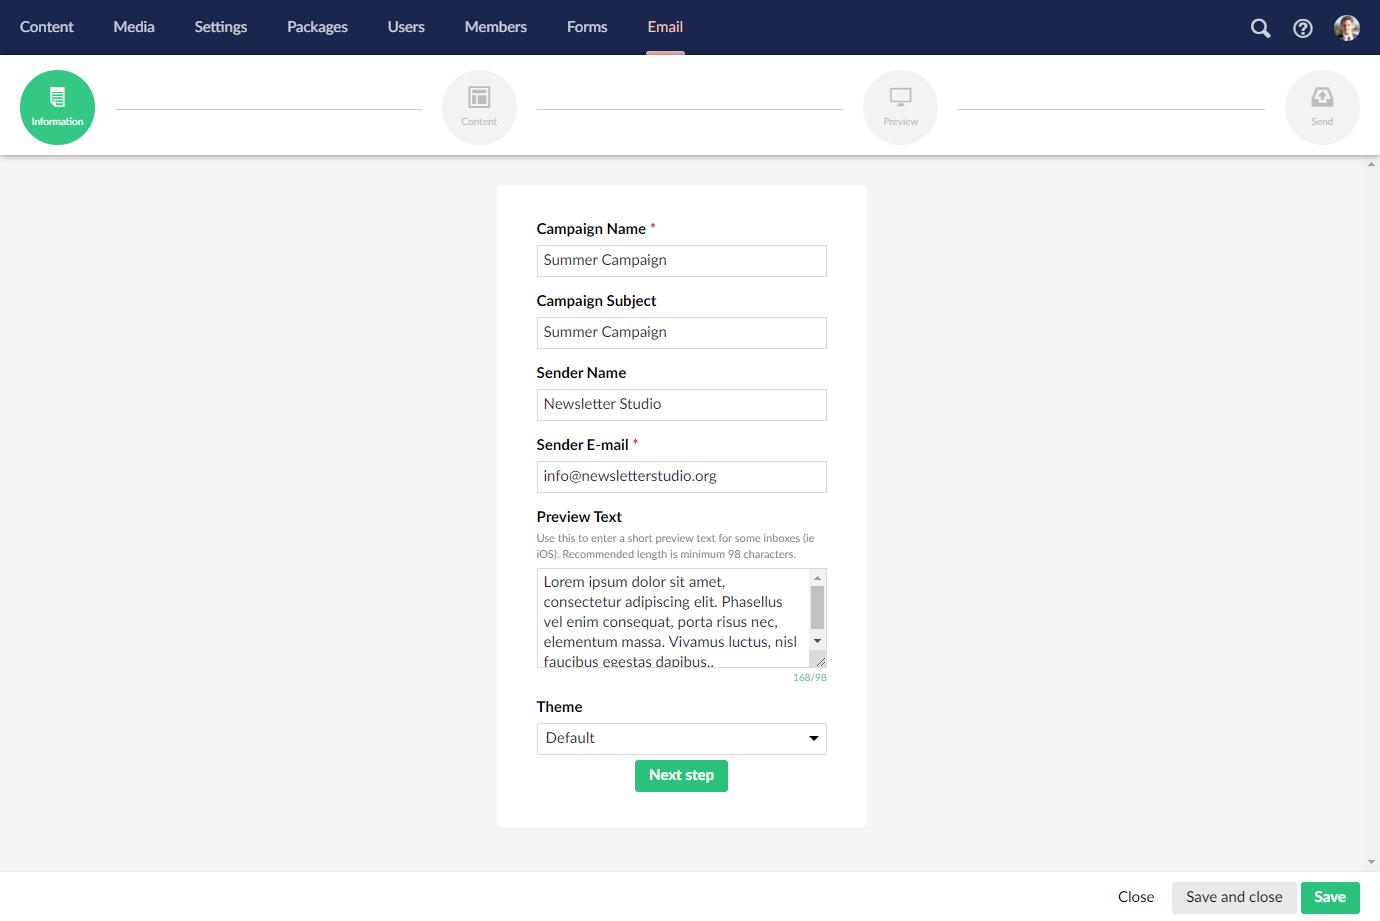 Content Media Settings Packages Users Members Forms Email
Information Content Preview Send
Campaign Name *
Summer Campaign
Campaign Subject
Summer Campaign
Sender Name
Newsletter Studio
Sender E-mail *
info@newsletterstudio.org
Preview Text
Use this to enter a short preview text for some inboxes (ie
iOS). Recommended length is minimum 98 characters.
Lorem ipsum dolor sit amet,
consectetur adipiscing elit. Phasellus
vel enim consequat, porta risus nec,
elementum massa. Vivamus luctus, nisl
faucibus egestas dapibus..
168/98
Theme
Default
Next step
Close Save and close Save